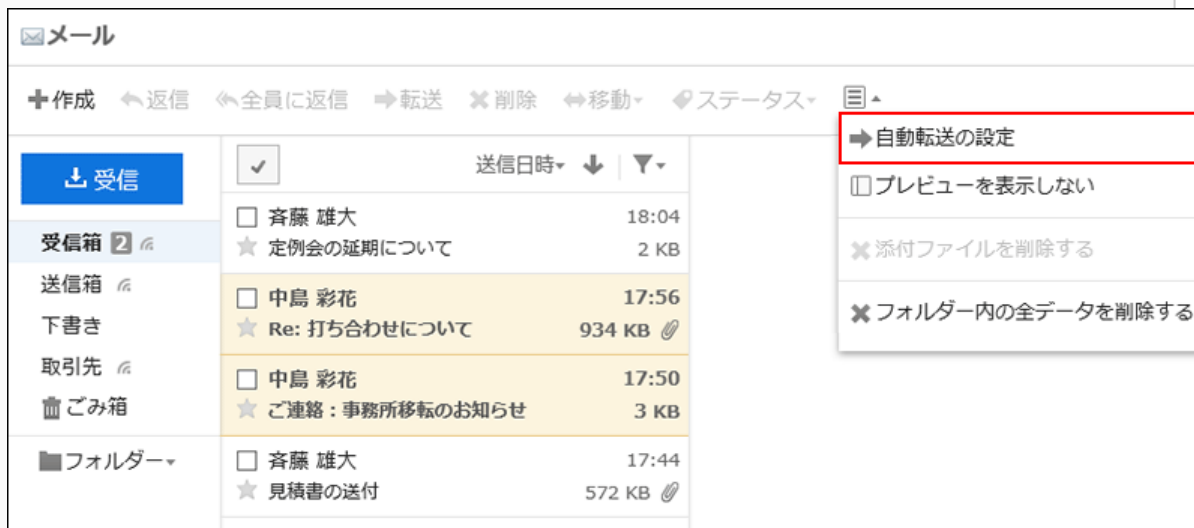 メール
作成 返信 全員に返信 転送 削除 移動 ステータス
自動転送の設定
プレビューを表示しない
添付ファイルを削除する
フォルダー内の全データを削除する
受信
受信箱 2
送信箱
下書き
取引先
ごみ箱
フォルダー
送信日時
斉藤 雄大 18:04
定例会の延期について 2 KB
中島 彩花 17:56
Re: 打ち合わせについて 934 KB
中島 彩花 17:50
ご連絡：事務所移転のお知らせ 3 KB
斉藤 雄大 17:44
見積書の送付 572 KB